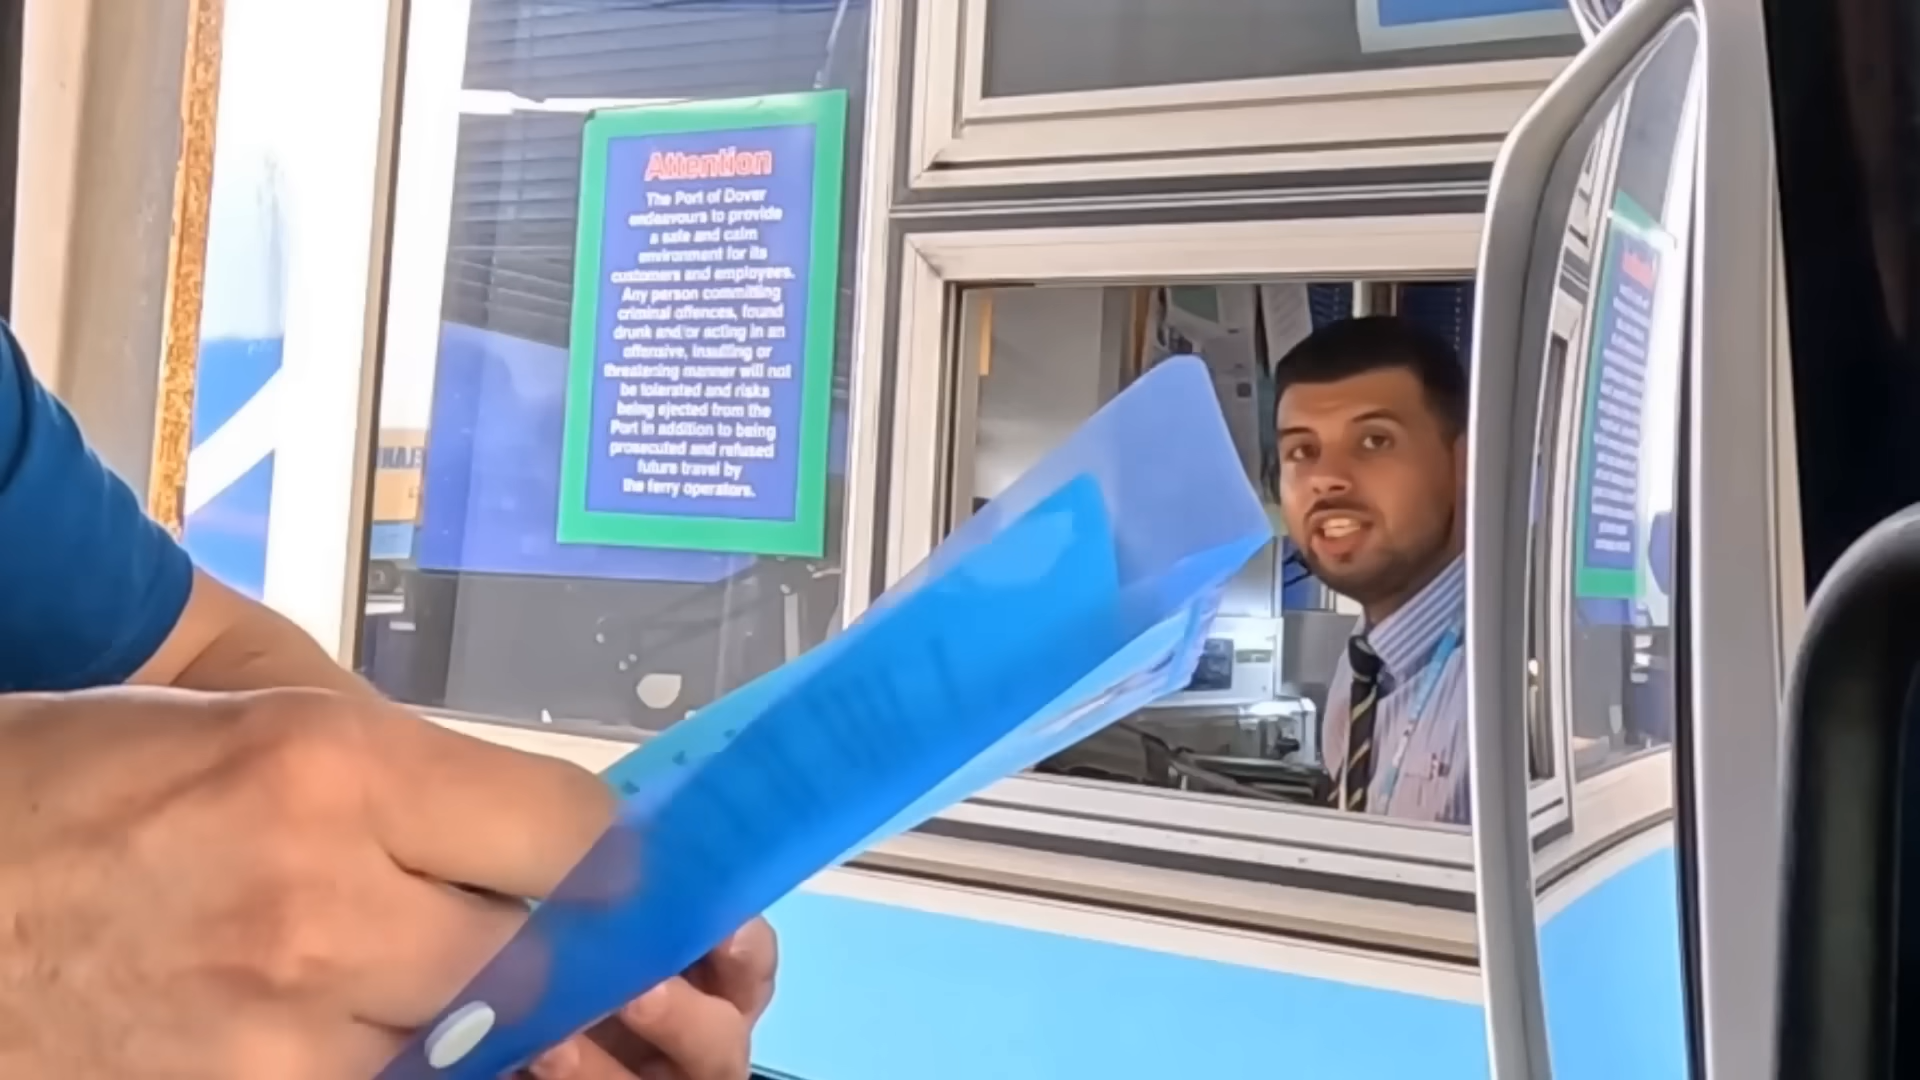 Attention
The Port of Dover
endeavours to provide
a safe and calm
environment for its
customers and employees.
Any person committing
criminal offences, found
drunk and/or acting in an
offensive, insulting or
threatening manner will not
be tolerated and risks
being ejected from the
Port in addition to being
prosecuted and refused
future travel by
the ferry operators.